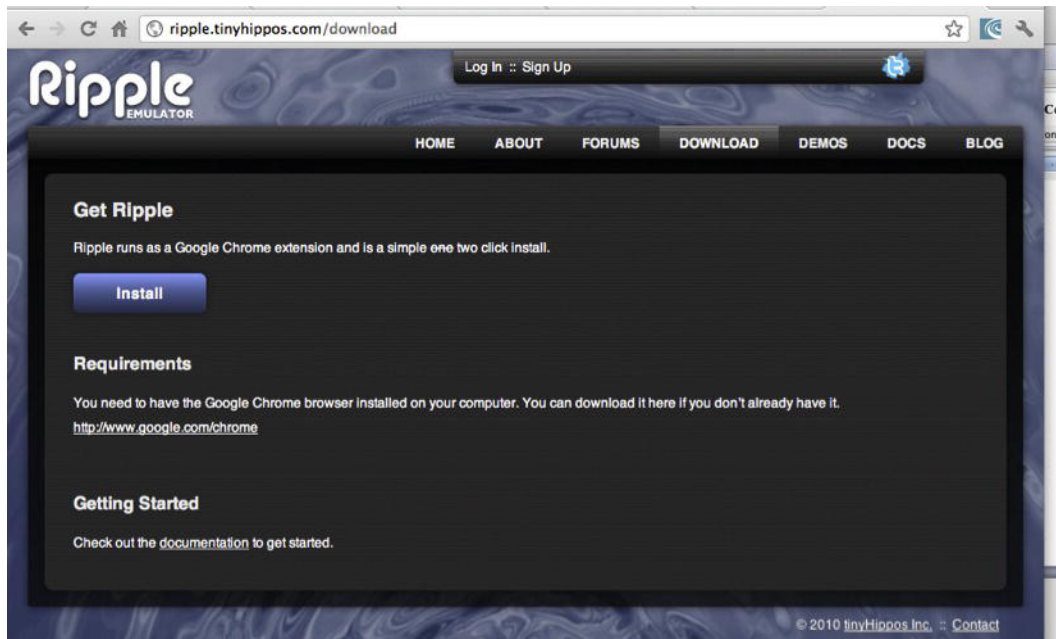 ripple.tinyhippos.com/download
Log In :: Sign Up
Ripple
EMULATOR
HOME ABOUT FORUMS DOWNLOAD DEMOS DOCS BLOG
Get Ripple
Ripple runs as a Google Chrome extension and is a simple one two click install.
Install
Requirements
You need to have the Google Chrome browser installed on your computer. You can download it here if you don't already have it.
http://www.google.com/chrome
Getting Started
Check out the documentation to get started.
© 2010 tinyHippos Inc. :: Contact